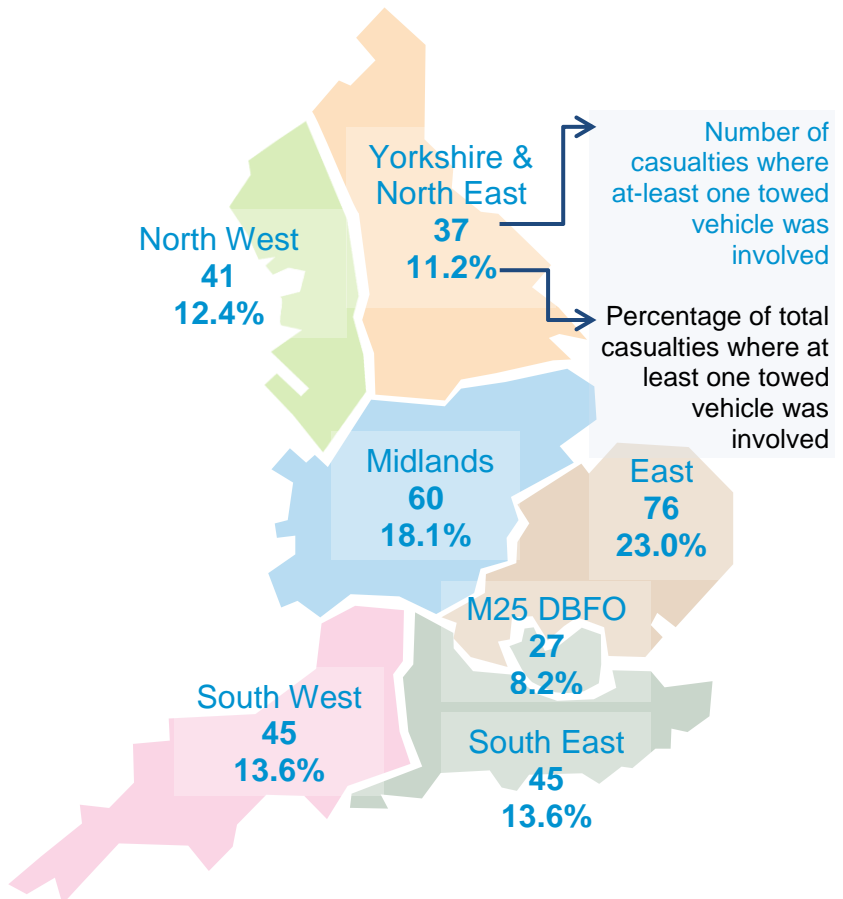 Yorkshire &
North East
37
11.2%
Number of
casualties where
at-least one towed
vehicle was
involved
Percentage of total
casualties where at
least one towed
vehicle was
involved
North West
41
12.4%
Midlands
60
18.1%
East
76
23.0%
M25 DBFO
27
8.2%
South West
45
13.6%
South East
45
13.6%